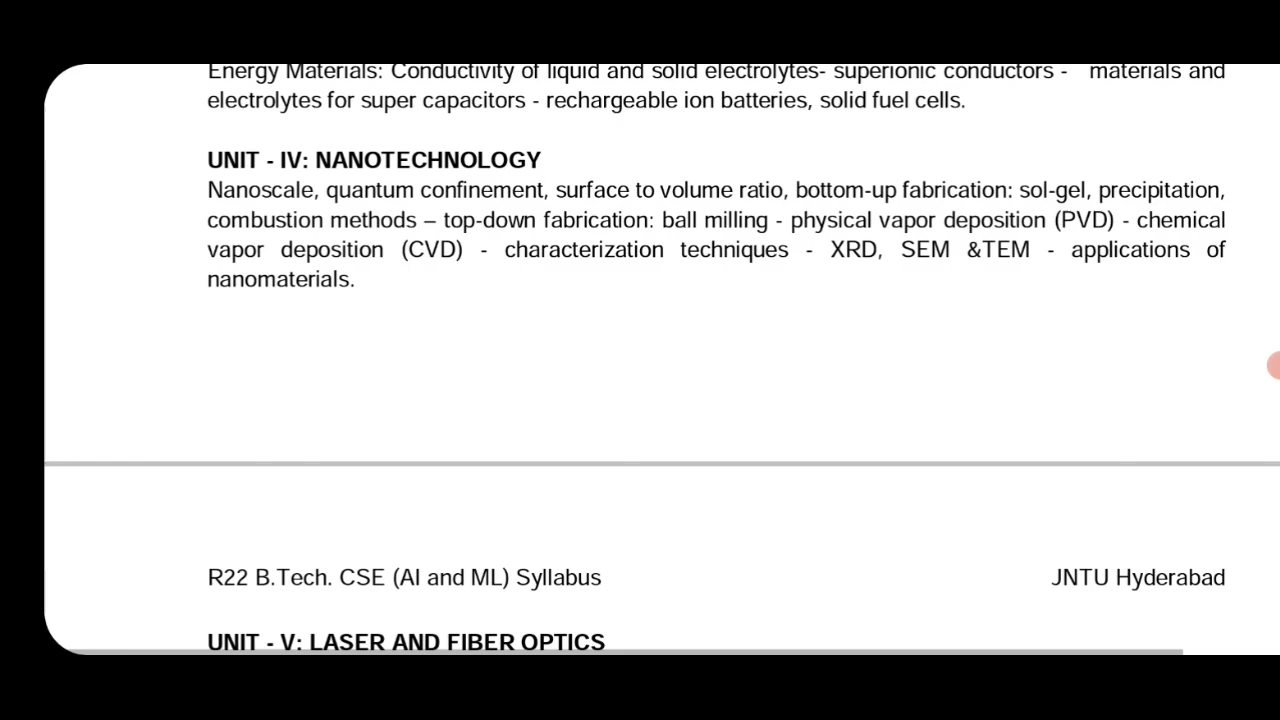 Energy Materials: Conductivity of liquid and solid electrolytes- superionic conductors - materials and
electrolytes for super capacitors - rechargeable ion batteries, solid fuel cells.
UNIT - IV: NANOTECHNOLOGY
Nanoscale, quantum confinement, surface to volume ratio, bottom-up fabrication: sol-gel, precipitation,
combustion methods – top-down fabrication: ball milling - physical vapor deposition (PVD) - chemical
vapor deposition (CVD) - characterization techniques - XRD, SEM &TEM - applications of
nanomaterials.
R22 B.Tech. CSE (AI and ML) Syllabus JNTU Hyderabad
UNIT - V: LASER AND FIBER OPTICS